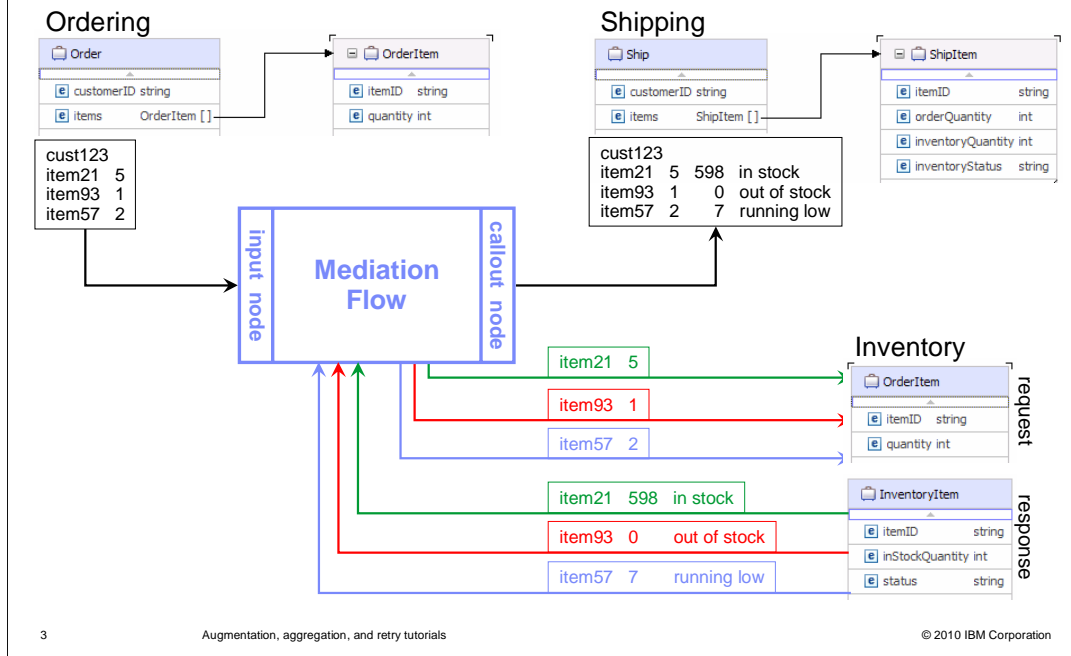 Ordering
Order
customerID string
items OrderItem []
OrderItem
itemID string
quantity int
Shipping
Ship
customerID string
items ShipItem []
ShipItem
itemID string
orderQuantity int
inventoryQuantity int
inventoryStatus string
cust123
item21 5
item93 1
item57 2
cust123
item21 5 598 in stock
item93 1 0 out of stock
item57 2 7 running low
input node
Mediation
Flow
callout node
item21 5
item93 1
item57 2
item21 598 in stock
item93 0 out of stock
item57 7 running low
Inventory
OrderItem
itemID string
quantity int
request
InventoryItem
itemID string
inStockQuantity int
status string
response
3 Augmentation, aggregation, and retry tutorials © 2010 IBM Corporation